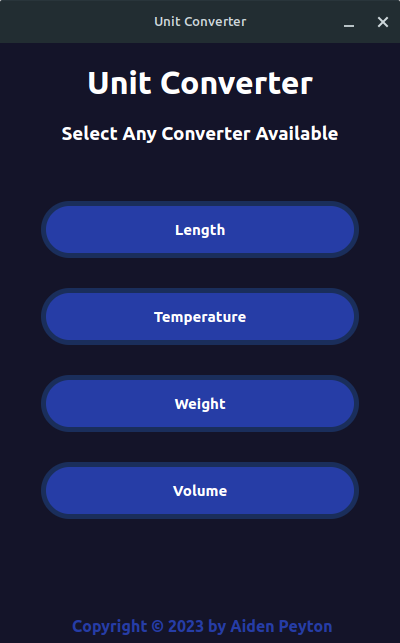 Unit Converter
Unit Converter
Select Any Converter Available
Length
Temperature
Weight
Volume
Copyright © 2023 by Aiden Peyton